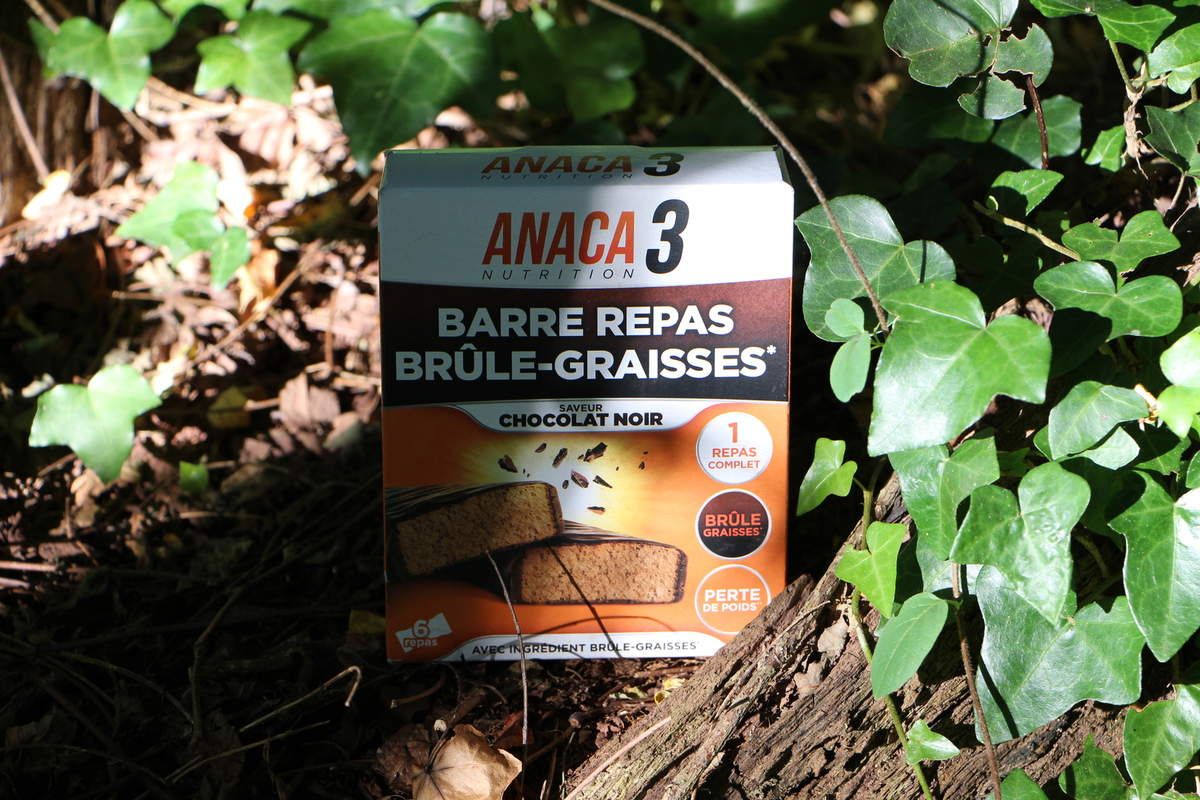 ANACA 3
NUTRITION
ANACA 3
NUTRITION
BARRE REPAS
BRÛLE-GRAISSES*
SAVEUR
CHOCOLAT NOIR
1
REPAS
COMPLET
BRÛLE
GRAISSES*
PERTE
DE POIDS*
6
repas
AVEC INGRÉDIENT BRÛLE-GRAISSES*